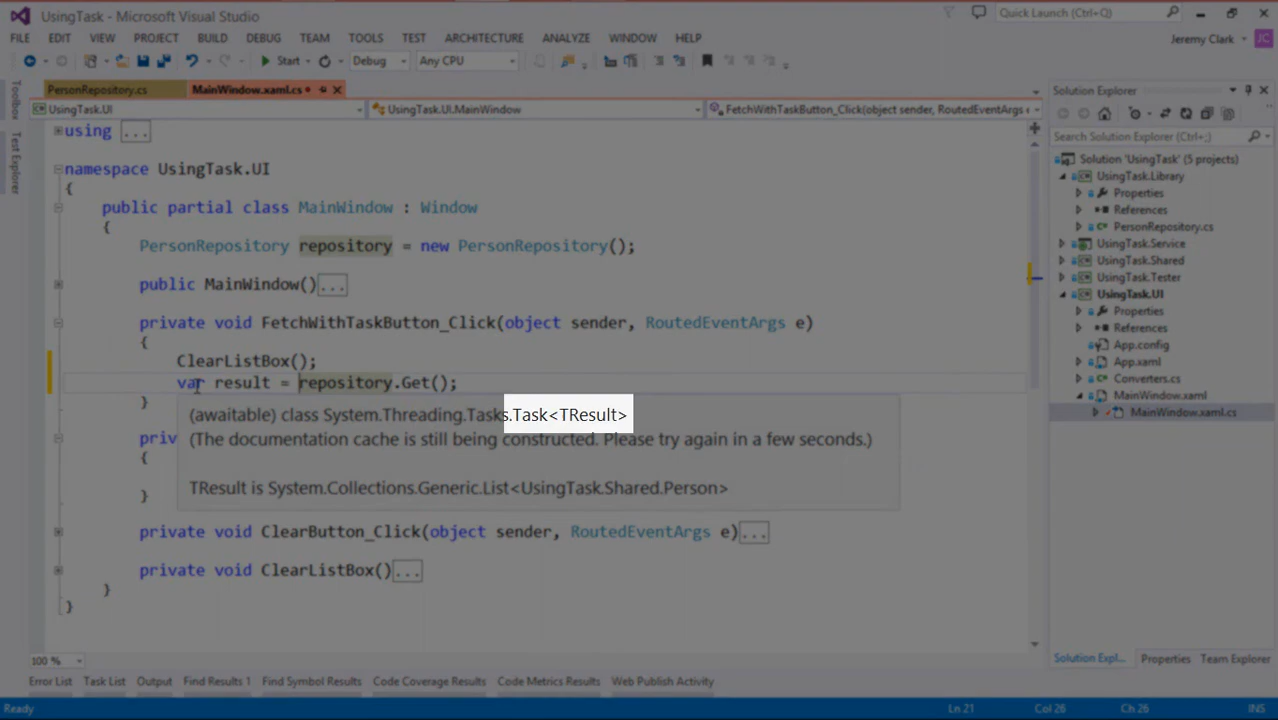 UsingTask - Microsoft Visual Studio
Quick Launch (Ctrl+Q)
FILE EDIT VIEW PROJECT BUILD DEBUG TEAM TOOLS TEST ARCHITECTURE ANALYZE WINDOW HELP
Jeremy Clark JC
Start Debug Any CPU
Toolbox
Test Explorer
PersonRepository.cs MainWindow.xaml.cs
UsingTask.UI UsingTask.UI.MainWindow FetchWithTaskButton_Click(object sender, RoutedEventArgs e
using ...
namespace UsingTask.UI
{
public partial class MainWindow : Window
{
PersonRepository repository = new PersonRepository();
public MainWindow()...
private void FetchWithTaskButton_Click(object sender, RoutedEventArgs e)
{
ClearListBox();
var result = repository.Get();
}
(awaitable) class System.Threading.Tasks.Task<TResult>
(The documentation cache is still being constructed. Please try again in a few seconds.)
TResult is System.Collections.Generic.List<UsingTask.Shared.Person>
{
}
private void ClearButton_Click(object sender, RoutedEventArgs e)...
private void ClearListBox()...
}
}
100 %
Solution Explorer
Search Solution Explorer (Ctrl+;)
Solution 'UsingTask' (5 projects)
UsingTask.Library
Properties
References
PersonRepository.cs
UsingTask.Service
UsingTask.Shared
UsingTask.Tester
UsingTask.UI
Properties
References
App.config
App.xaml
Converters.cs
MainWindow.xaml
MainWindow.xaml.cs
Solution Expl... Properties Team Explorer
Error List Task List Output Find Results 1 Find Symbol Results Code Coverage Results Code Metrics Results Web Publish Activity
Ready Ln 21 Col 26 Ch 26 INS